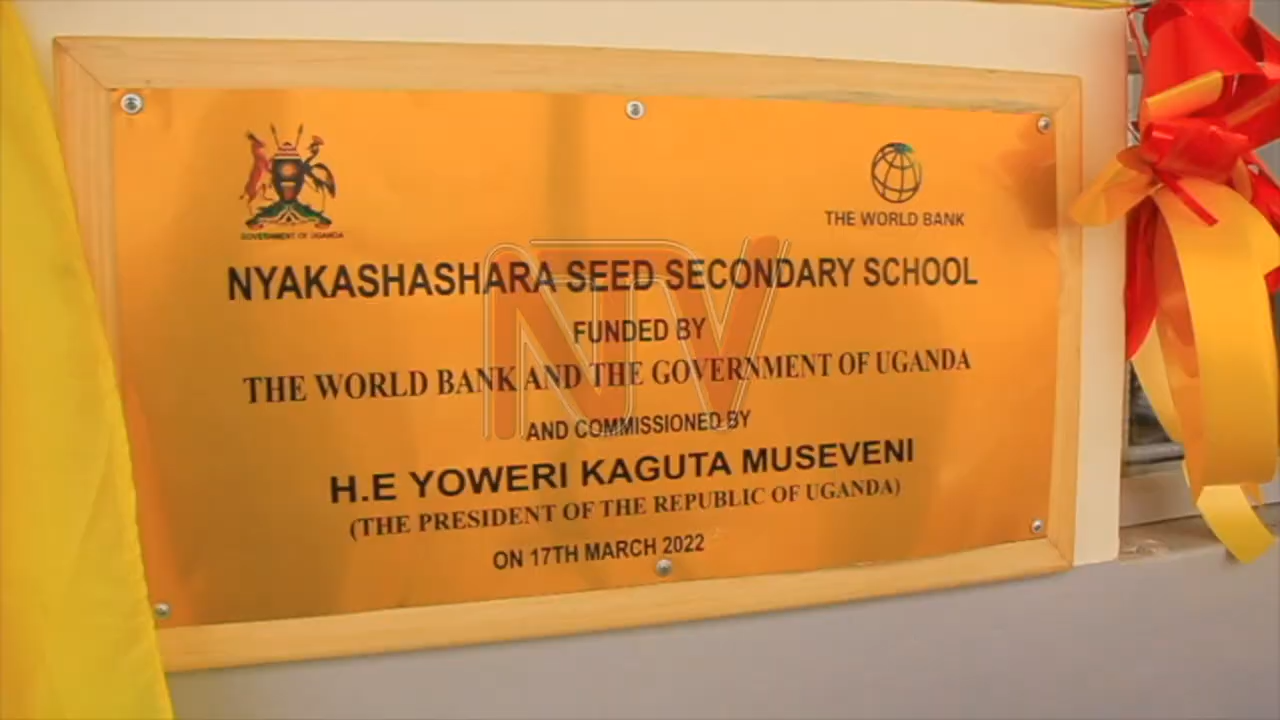 GOVERNMENT OF UGANDA
THE WORLD BANK
NYAKASHASHARA SEED SECONDARY SCHOOL
FUNDED BY
THE WORLD BANK AND THE GOVERNMENT OF UGANDA
AND COMMISSIONED BY
H.E YOWERI KAGUTA MUSEVENI
(THE PRESIDENT OF THE REPUBLIC OF UGANDA)
ON 17TH MARCH 2022
NTV